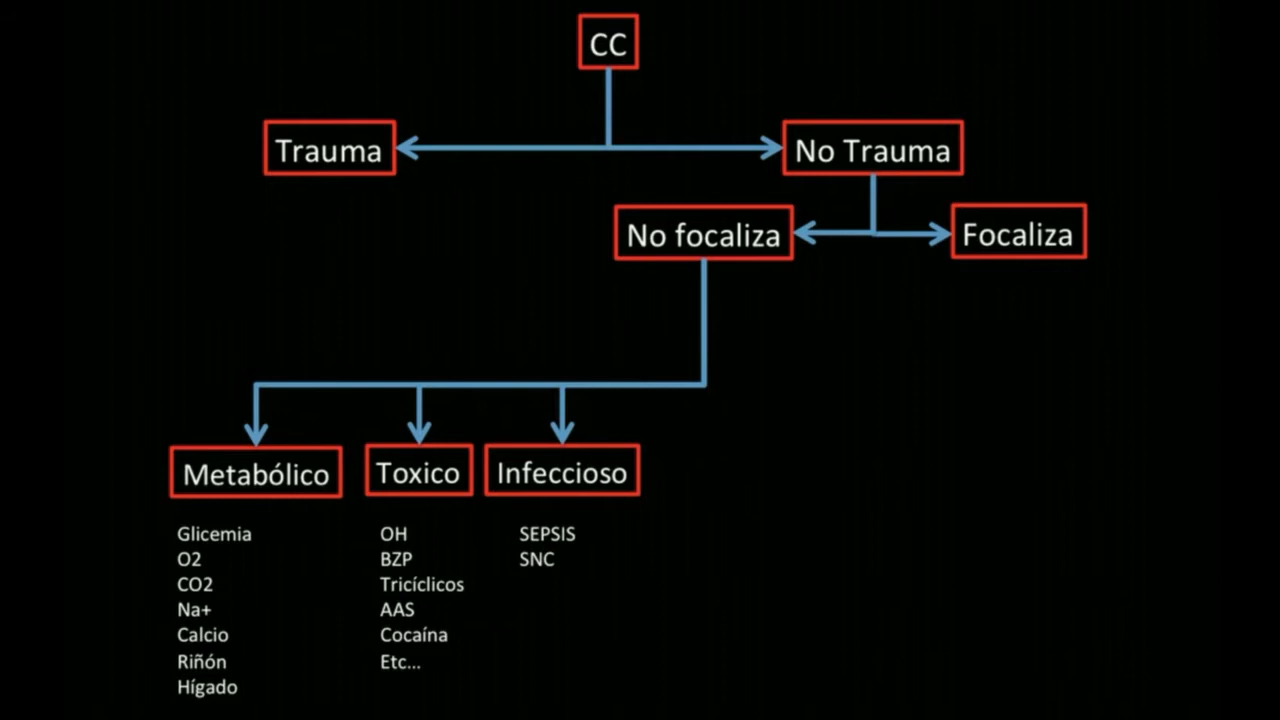 CC
Trauma
No Trauma
No focaliza
Focaliza
Metabólico
Toxico
Infeccioso
Glicemia
O2
CO2
Na+
Calcio
Riñón
Hígado
OH
BZP
Tricíclicos
AAS
Cocaína
Etc...
SEPSIS
SNC